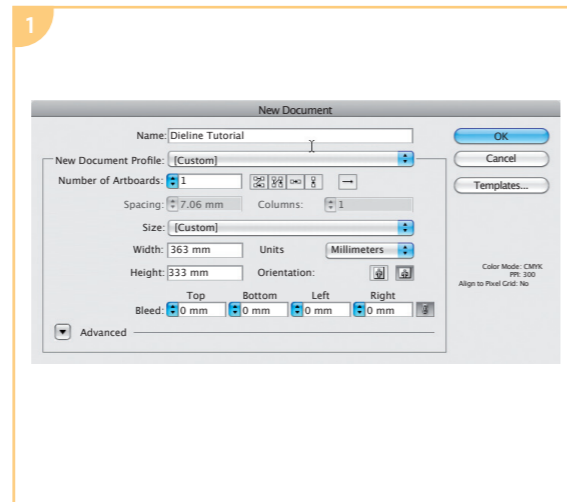 1
New Document
Name: Dieline Tutorial
OK
New Document Profile: [Custom]
Cancel
Number of Artboards: 1
Templates...
Spacing: 7.06 mm Columns: 1
Size: [Custom]
Width: 363 mm Units Millimeters
Height: 333 mm Orientation:
Color Mode: CMYK
PPI: 300
Align to Pixel Grid: No
Top Bottom Left Right
Bleed: 0 mm 0 mm 0 mm 0 mm
Advanced